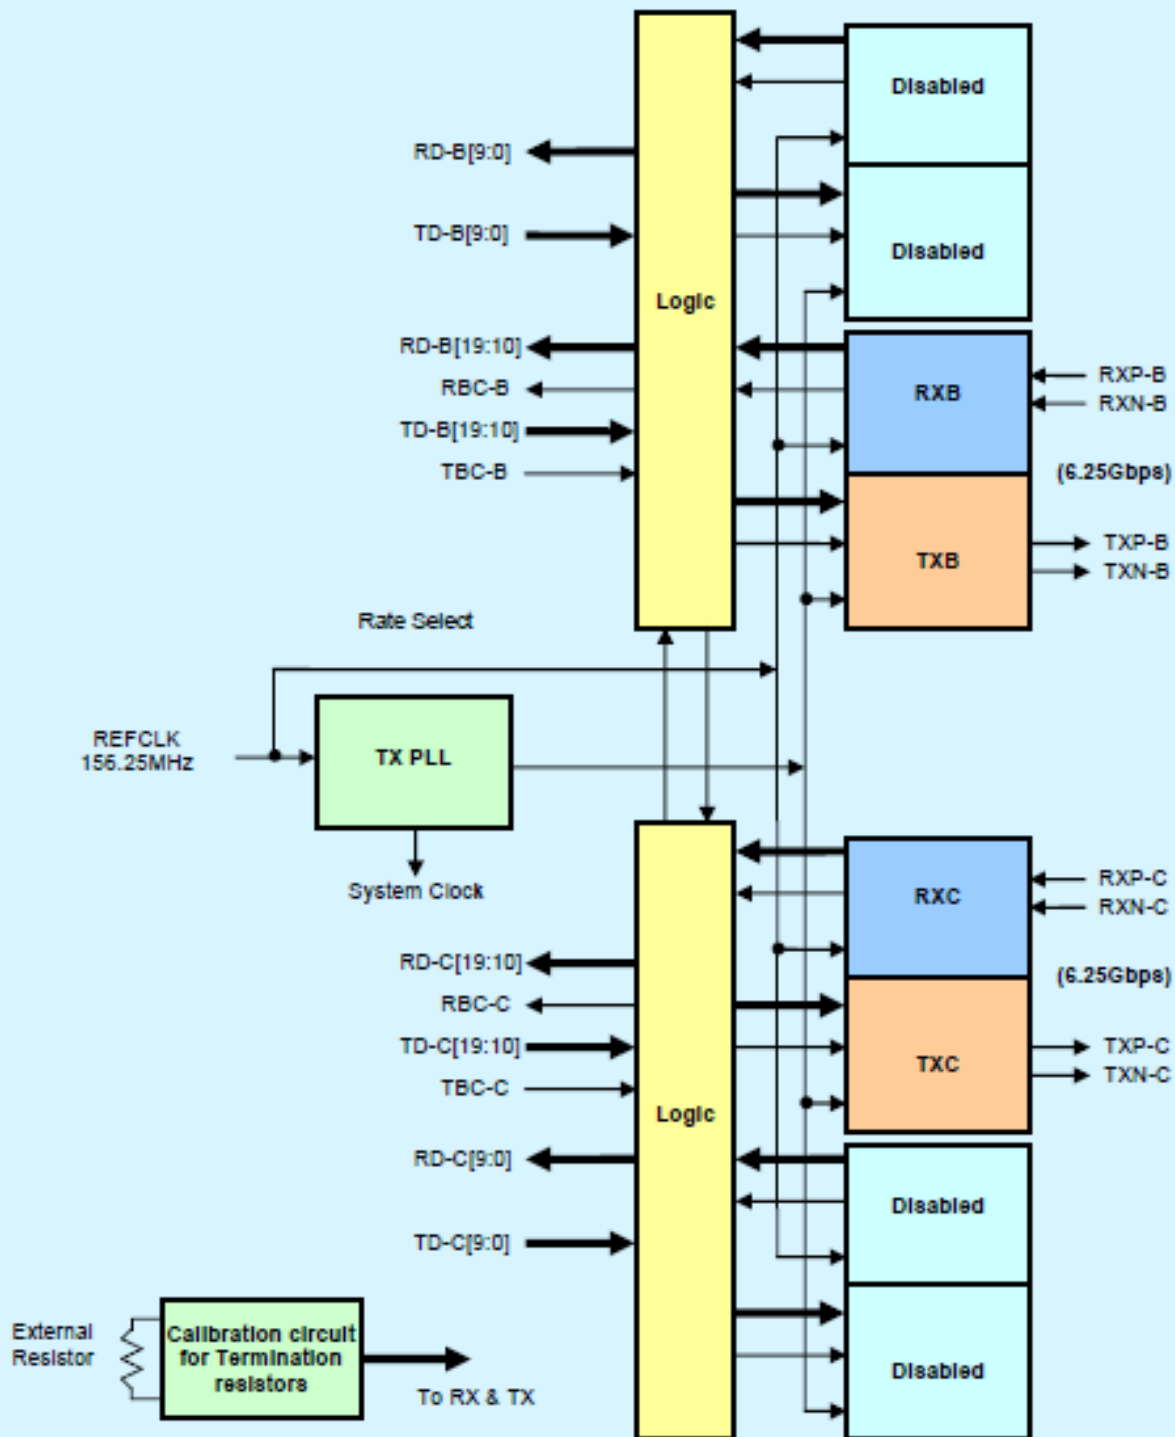 Disabled
RD-B[9:0]
TD-B[9:0]
Disabled
Logic
RD-B[19:10]
RBC-B
TD-B[19:10]
TBC-B
RXB
RXP-B
RXN-B
(6.25Gbps)
TXB
TXP-B
TXN-B
Rate Select
REFCLK
156.25MHz
TX PLL
System Clock
RXC
RXP-C
RXN-C
(6.25Gbps)
RD-C[19:10]
RBC-C
TD-C[19:10]
TBC-C
TXC
TXP-C
TXN-C
Logic
RD-C[9:0]
TD-C[9:0]
Disabled
External
Resistor
Calibration circuit
for Termination
resistors
To RX & TX
Disabled